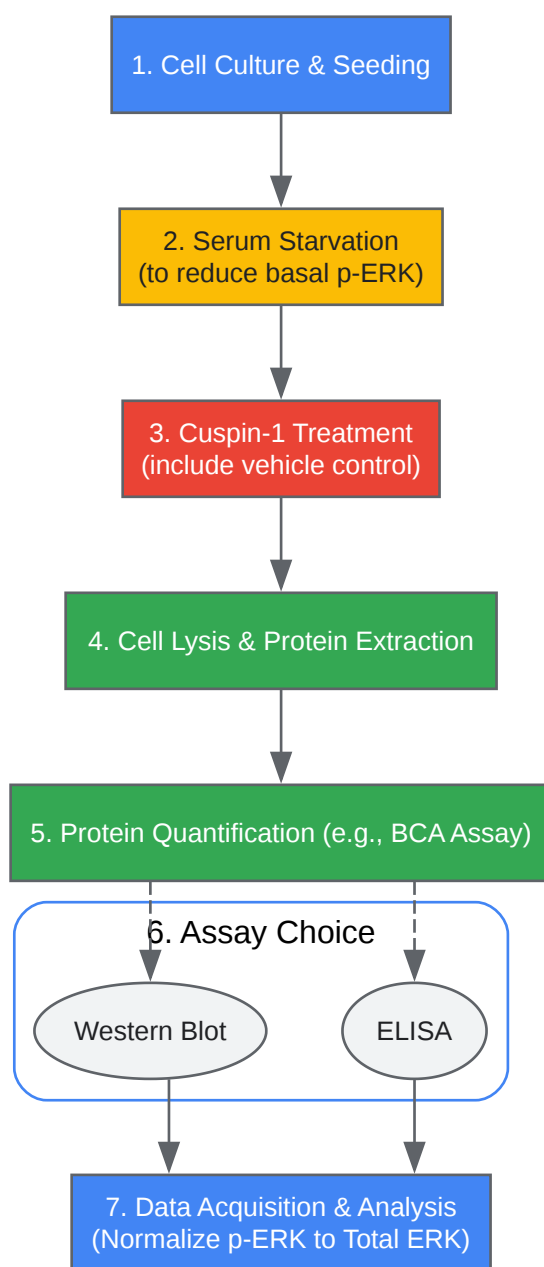 1. Cell Culture & Seeding
2. Serum Starvation
(to reduce basal p-ERK)
3. Cuspin-1 Treatment
(include vehicle control)
4. Cell Lysis & Protein Extraction
5. Protein Quantification (e.g., BCA Assay)
6. Assay Choice
Western Blot
ELISA
7. Data Acquisition & Analysis
(Normalize p-ERK to Total ERK)